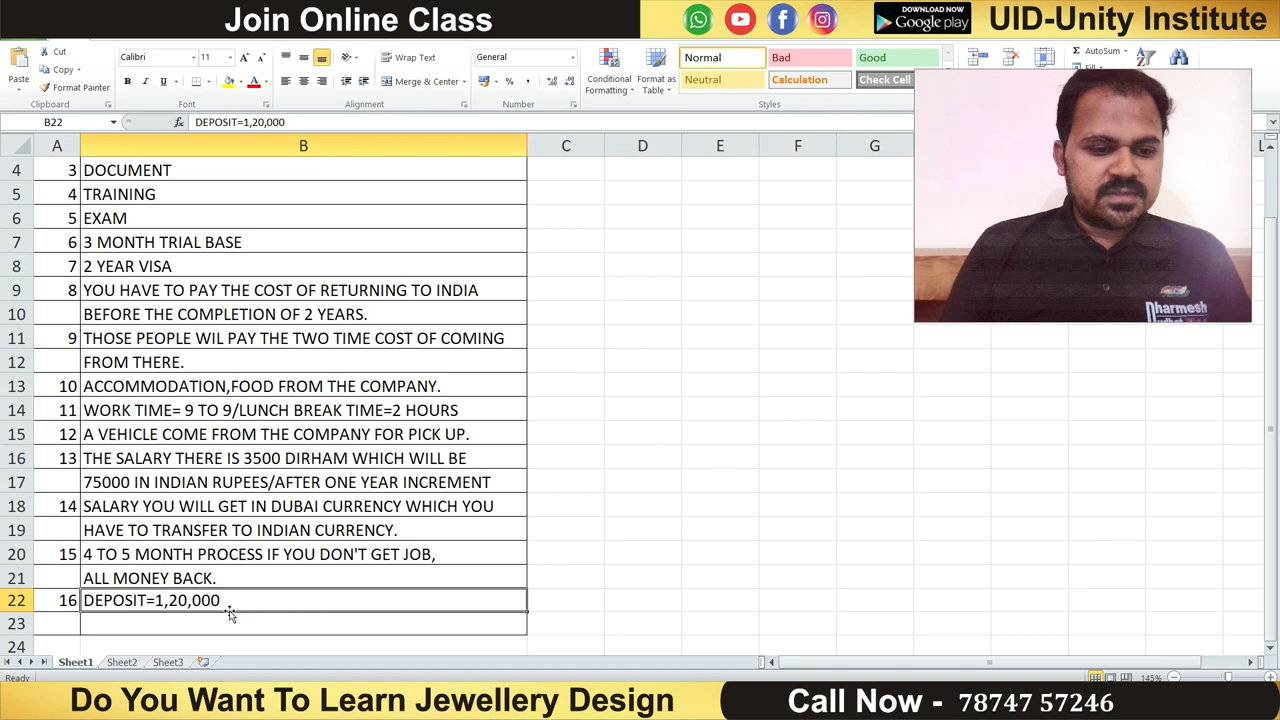 Join Online Class
DOWNLOAD NOW
Google play
UID-Unity Institute
Cut
Copy
Format Painter
Paste
Clipboard
Calibri
11
B I U
Font
Wrap Text
Merge & Center
Alignment
General
Number
Conditional
Formatting
Format as
Table
Normal
Bad
Good
Neutral
Calculation
Check Cell
Styles
AutoSum
Fill
B22
fx
DEPOSIT=1,20,000
A B C D E F G
4 3 DOCUMENT
5 4 TRAINING
6 5 EXAM
7 6 3 MONTH TRIAL BASE
8 7 2 YEAR VISA
9 8 YOU HAVE TO PAY THE COST OF RETURNING TO INDIA
10 BEFORE THE COMPLETION OF 2 YEARS.
11 9 THOSE PEOPLE WIL PAY THE TWO TIME COST OF COMING
12 FROM THERE.
13 10 ACCOMMODATION,FOOD FROM THE COMPANY.
14 11 WORK TIME= 9 TO 9/LUNCH BREAK TIME=2 HOURS
15 12 A VEHICLE COME FROM THE COMPANY FOR PICK UP.
16 13 THE SALARY THERE IS 3500 DIRHAM WHICH WILL BE
17 75000 IN INDIAN RUPEES/AFTER ONE YEAR INCREMENT
18 14 SALARY YOU WILL GET IN DUBAI CURRENCY WHICH YOU
19 HAVE TO TRANSFER TO INDIAN CURRENCY.
20 15 4 TO 5 MONTH PROCESS IF YOU DON'T GET JOB,
21 ALL MONEY BACK.
22 16 DEPOSIT=1,20,000
23
24
Dharmesh
Sheet1 Sheet2 Sheet3
Ready
145%
Do You Want To Learn Jewellery Design
Call Now - 78747 57246